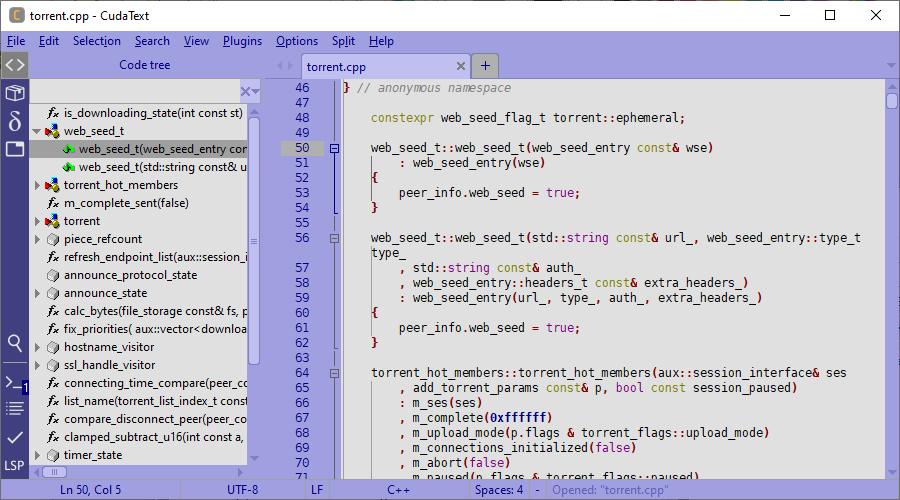 torrent.cpp - CudaText
File Edit Selection Search View Plugins Options Split Help
Code tree
torrent.cpp
is_downloading_state(int const st)
web_seed_t
web_seed_t(web_seed_entry con
web_seed_t(std::string const& u
torrent_hot_members
m_complete_sent(false)
torrent
piece_refcount
refresh_endpoint_list(aux::session_i
announce_protocol_state
announce_state
calc_bytes(file_storage const& fs, p
fix_priorities( aux::vector<downloa
hostname_visitor
ssl_handle_visitor
connecting_time_compare(peer_co
list_name(torrent_list_index_t const
compare_disconnect_peer(peer_co
clamped_subtract_u16(int const a,
timer_state
1
LSP
46 } // anonymous namespace
47
48 constexpr web_seed_flag_t torrent::ephemeral;
49
50 web_seed_t::web_seed_t(web_seed_entry const& wse)
51 : web_seed_entry(wse)
52 {
53 peer_info.web_seed = true;
54 }
55
56 web_seed_t::web_seed_t(std::string const& url_, web_seed_entry::type_t
type_
57 , std::string const& auth_
58 , web_seed_entry::headers_t const& extra_headers_)
59 : web_seed_entry(url_, type_, auth_, extra_headers_)
60 {
61 peer_info.web_seed = true;
62 }
63
64 torrent_hot_members::torrent_hot_members(aux::session_interface& ses
65 , add_torrent_params const& p, bool const session_paused)
66 : m_ses(ses)
67 , m_complete(0xffffff)
68 , m_upload_mode(p.flags & torrent_flags::upload_mode)
69 , m_connections_initialized(false)
70 , m_abort(false)
71 , m_paused(p.flags & torrent_flags::paused)
Ln 50, Col 5 UTF-8 LF C++ Spaces: 4 - Opened: "torrent.cpp"